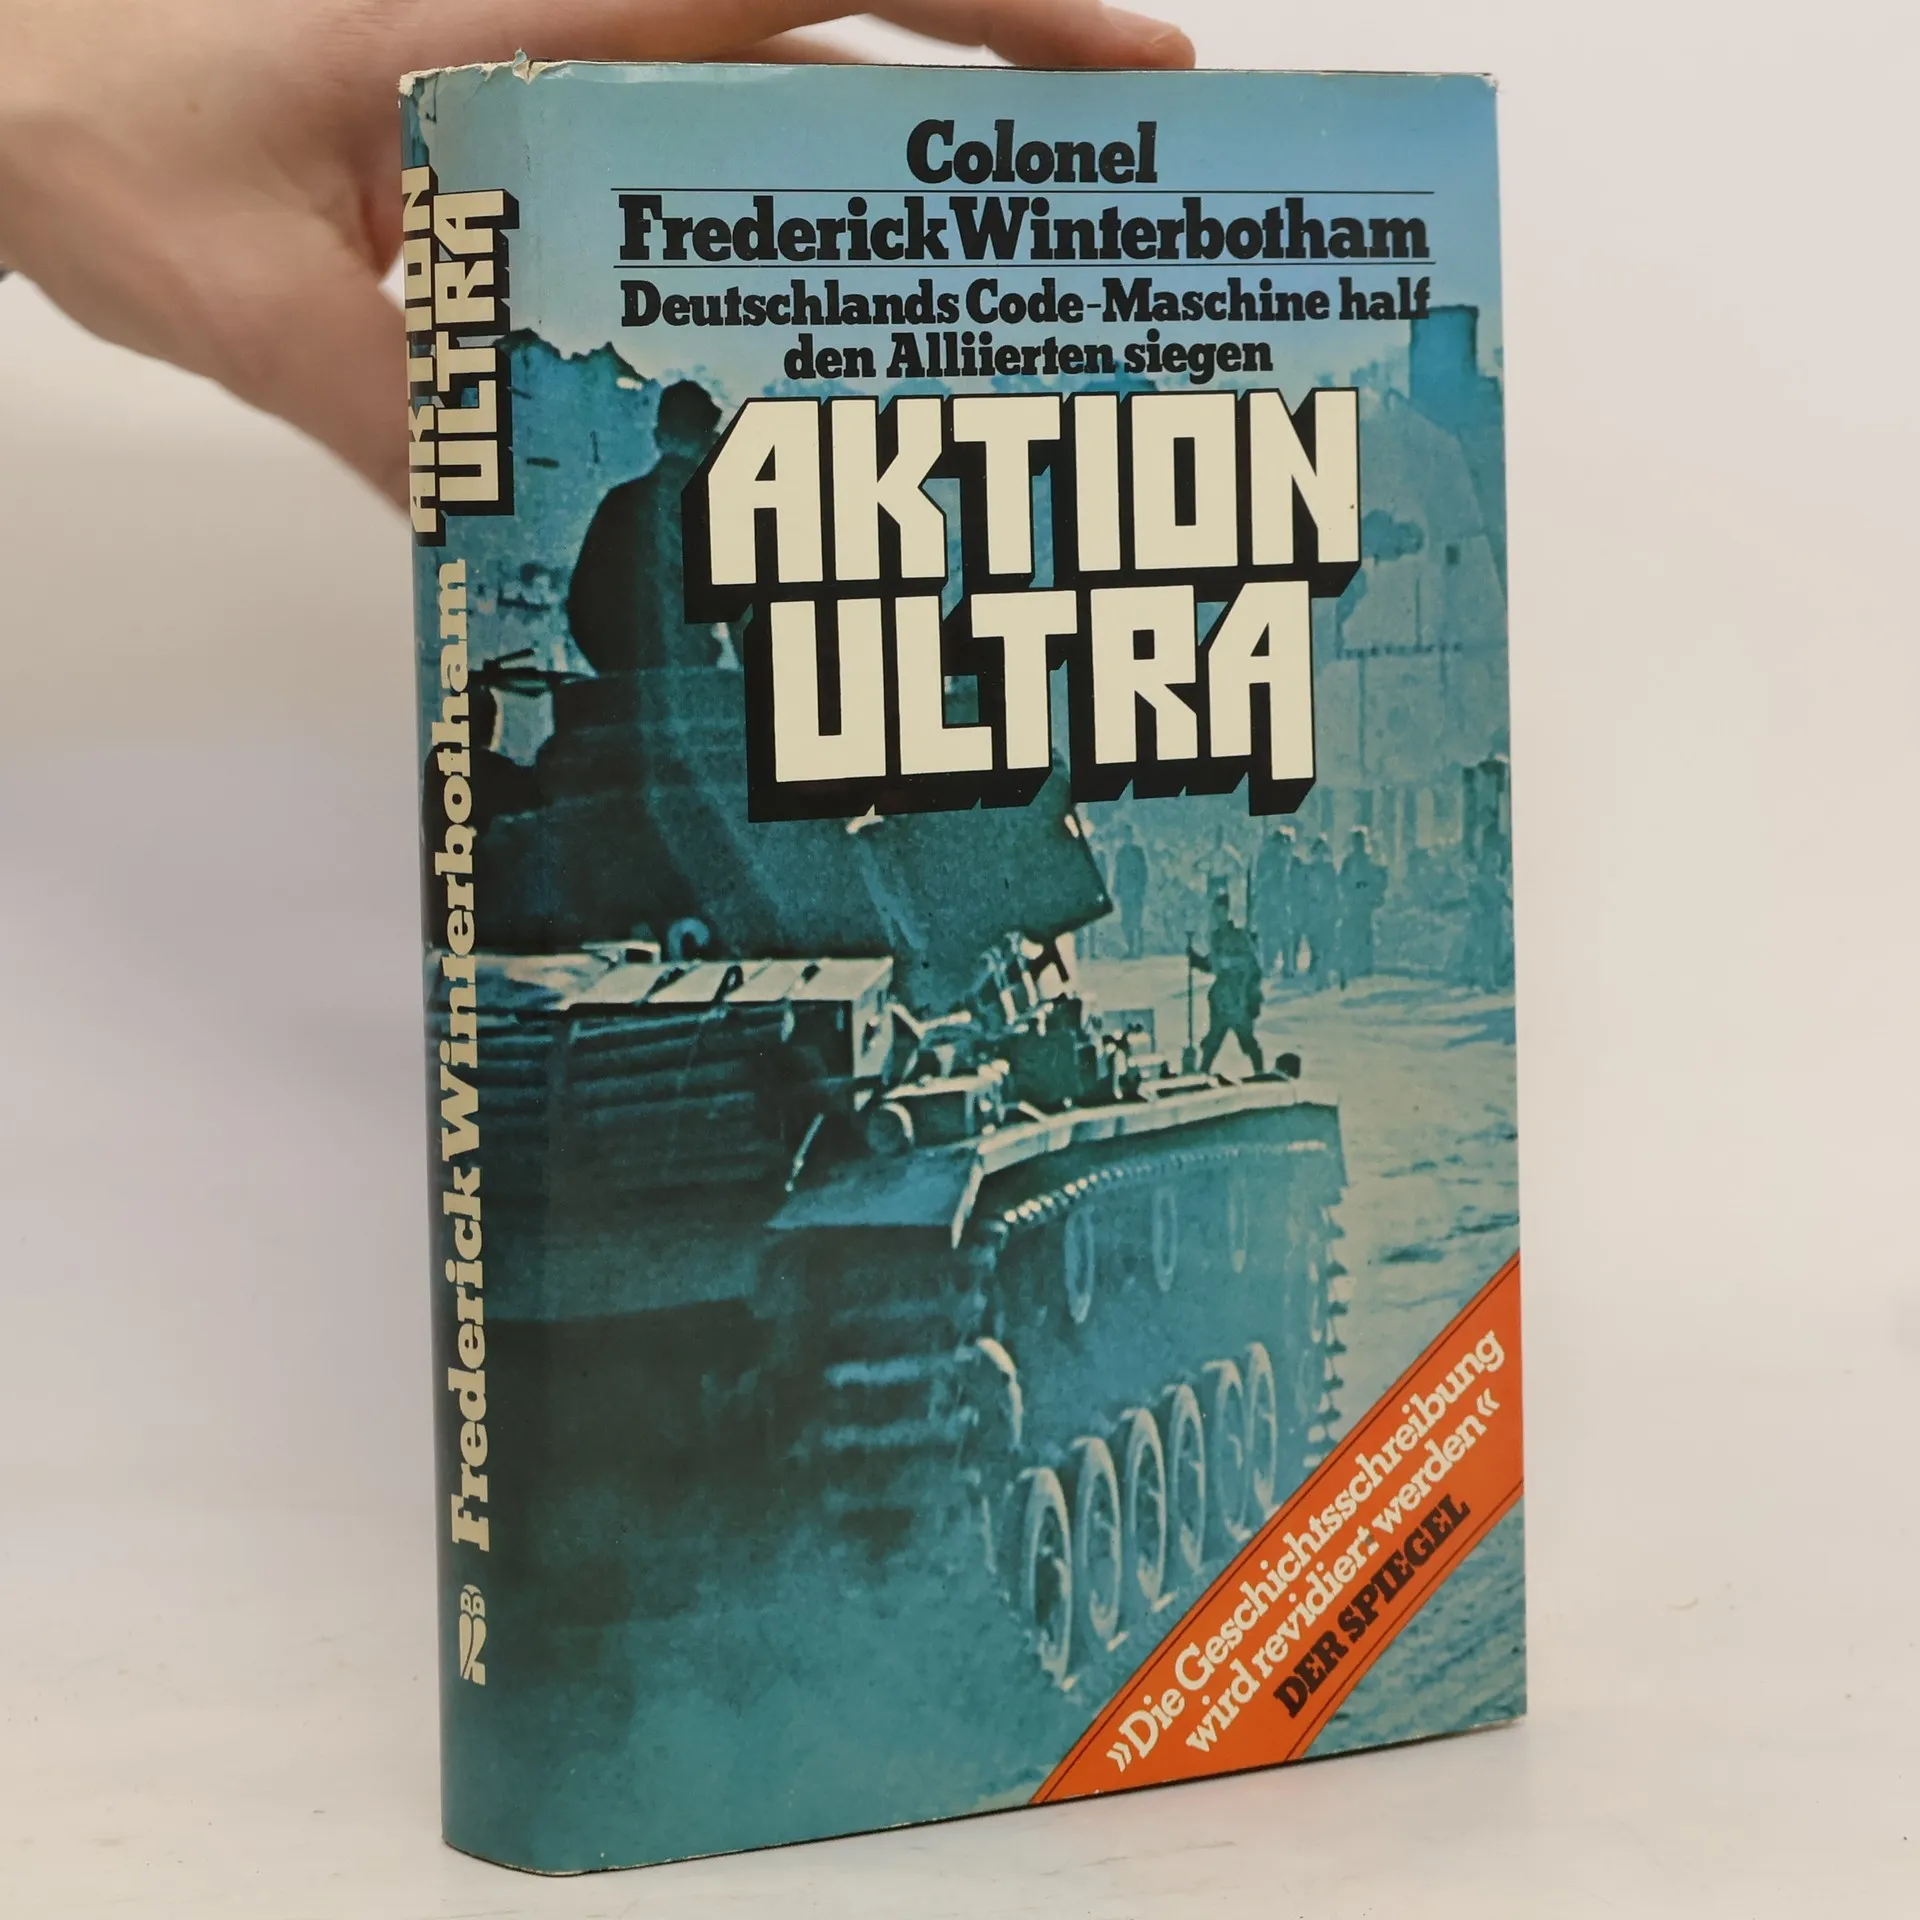 Colonel
Frederick Winterbotham
Deutschlands Code-Maschine half
den Alliierten siegen
AKTION
ULTRA
»Die Geschichtsschreibung
wird revidiert werden«
DER SPIEGEL
AKTION
ULTRA
Frederick Winterbotham